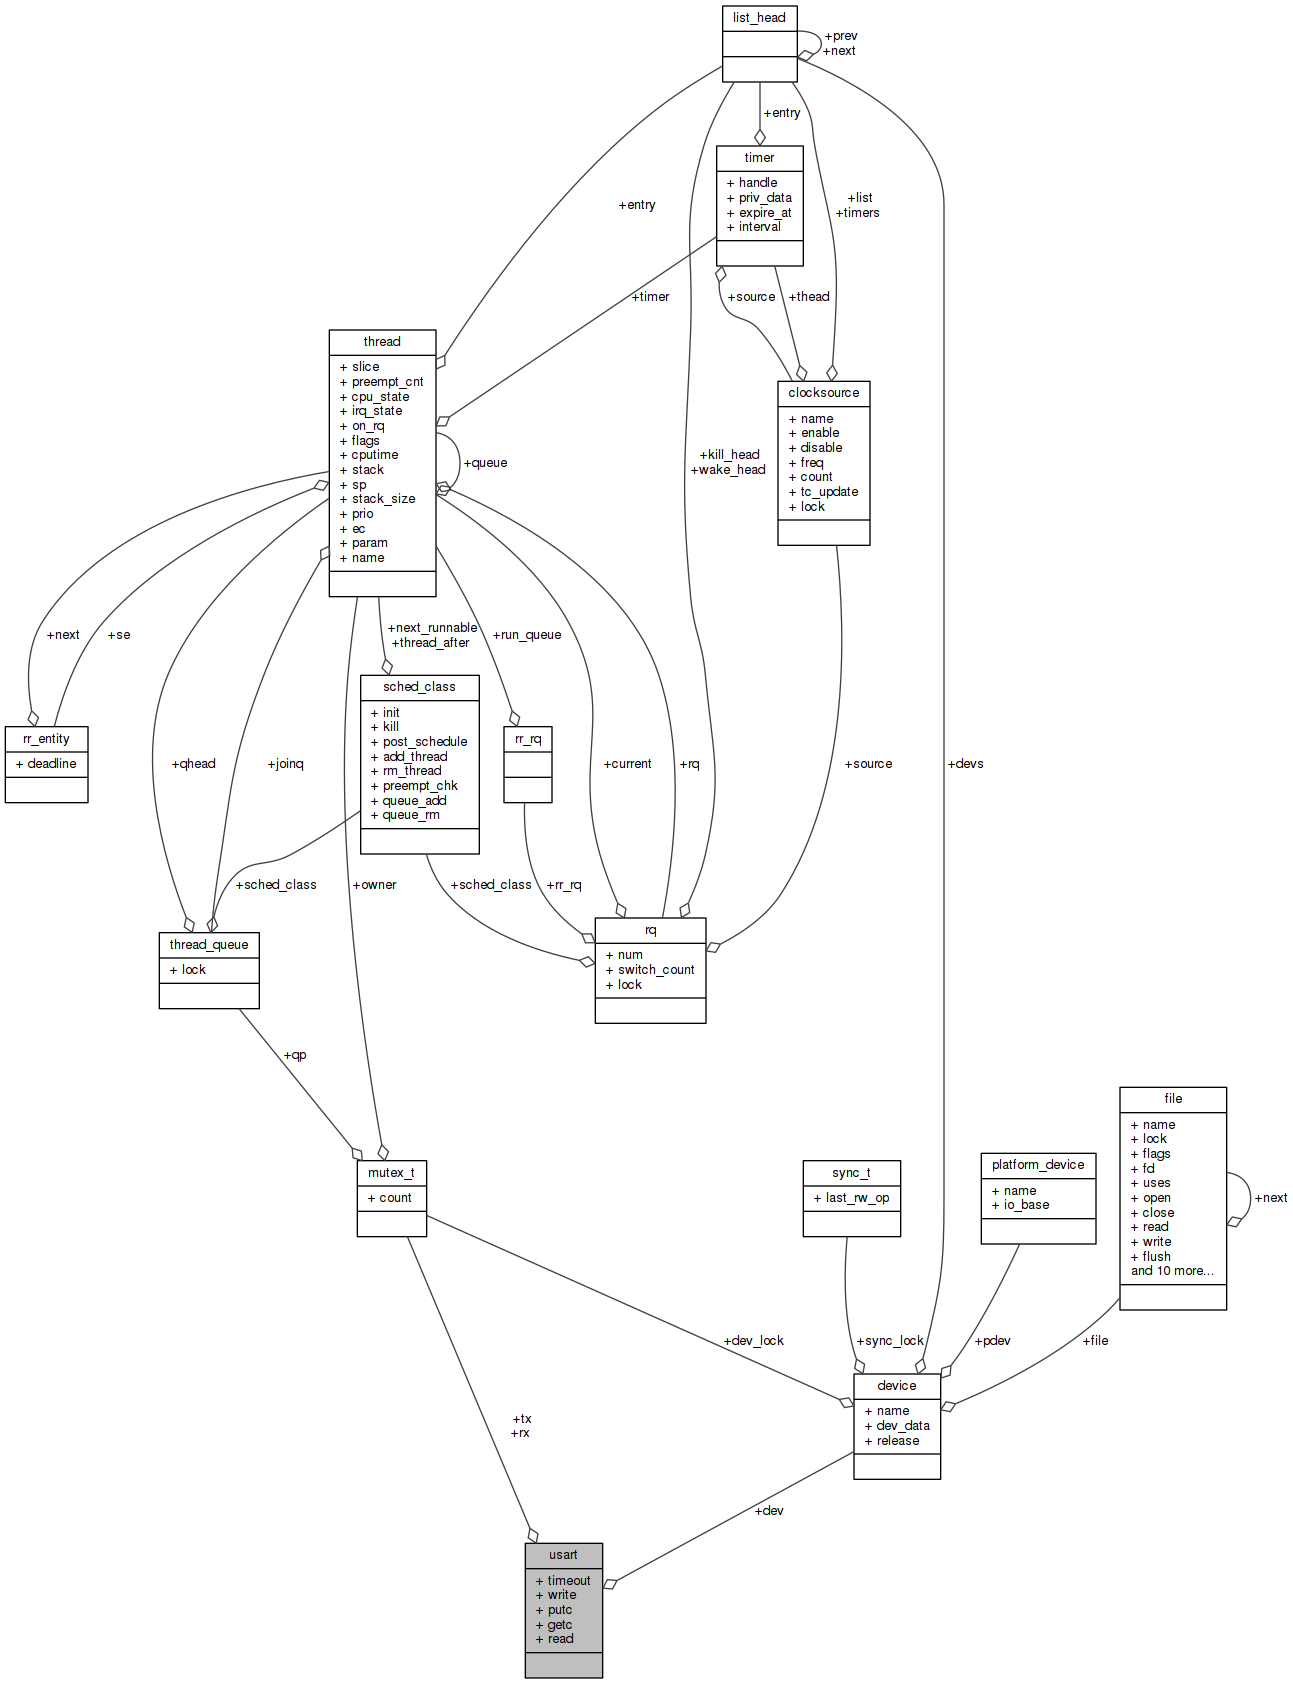 list_head
+prev
+next
+entry
timer
+ handle
+ priv_data
+ expire_at
+ interval
+entry
+list
+timers
+timer
+source
+thead
thread
+ slice
+ preempt_cnt
+ cpu_state
+ irq_state
+ on_rq
+ flags
+ cputime
+ stack
+ sp
+ stack_size
+ prio
+ ec
+ param
+ name
+queue
clocksource
+ name
+ enable
+ disable
+ freq
+ count
+ tc_update
+ lock
+kill_head
+wake_head
+next
+se
+next_runnable
+thread_after
+run_queue
sched_class
+ init
+ kill
+ post_schedule
+ add_thread
+ rm_thread
+ preempt_chk
+ queue_add
+ queue_rm
rr_entity
+ deadline
rr_rq
+qhead
+joinq
+current
+rq
+source
+devs
+sched_class
+owner
+sched_class
+rr_rq
thread_queue
+ lock
rq
+ num
+ switch_count
+ lock
+qp
file
+ name
+ lock
+ flags
+ fd
+ uses
+ open
+ close
+ read
+ write
+ flush
and 10 more...
+next
mutex_t
+ count
sync_t
+ last_rw_op
platform_device
+ name
+ io_base
+dev_lock
+sync_lock
+pdev
+file
device
+ name
+ dev_data
+ release
+tx
+rx
+dev
usart
+ timeout
+ write
+ putc
+ getc
+ read